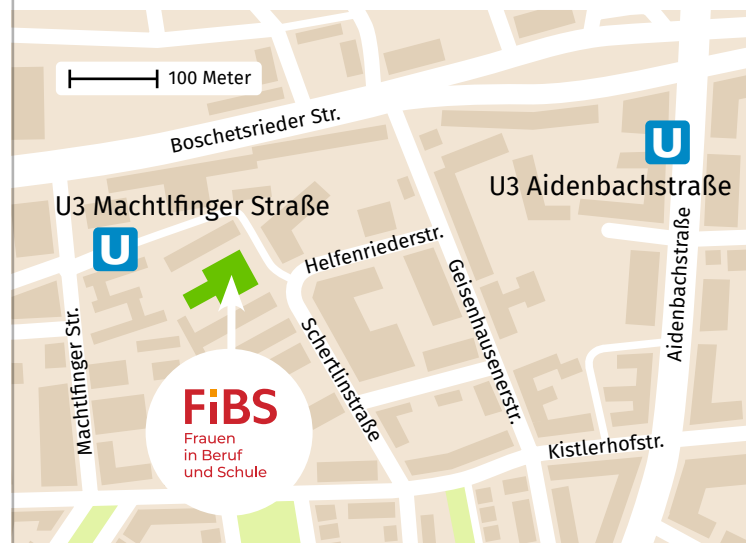 100 Meter
Boschetsrieder Str.
U
U3 Aidenbachstraße
U3 Machtlfinger Straße
U
Helfenriederstr.
Geisenhausenerstr.
Aidenbachstraße
Machtlfinger Str.
Schertlinstraße
FiBS
Frauen
in Beruf
und Schule
Kistlerhofstr.